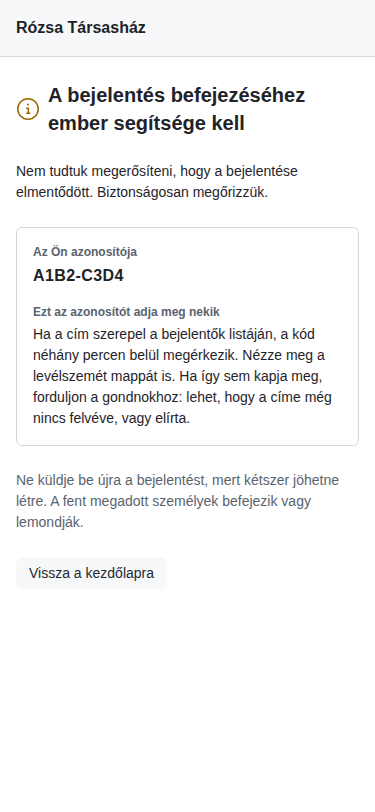 Rózsa Társasház
A bejelentés befejezéséhez
ember segítsége kell
Nem tudtuk megerősíteni, hogy a bejelentése
elmentődött. Biztonságosan megőrizzük.
Az Ön azonosítója
A1B2-C3D4
Ezt az azonosítót adja meg nekik
Ha a cím szerepel a bejelentők listáján, a kód
néhány percen belül megérkezik. Nézze meg a
levélszemét mappát is. Ha így sem kapja meg,
forduljon a gondnokhoz: lehet, hogy a címe még
nincs felvéve, vagy elírta.
Ne küldje be újra a bejelentést, mert kétszer jöhetne
létre. A fent megadott személyek befejezik vagy
lemondják.
Vissza a kezdőlapra